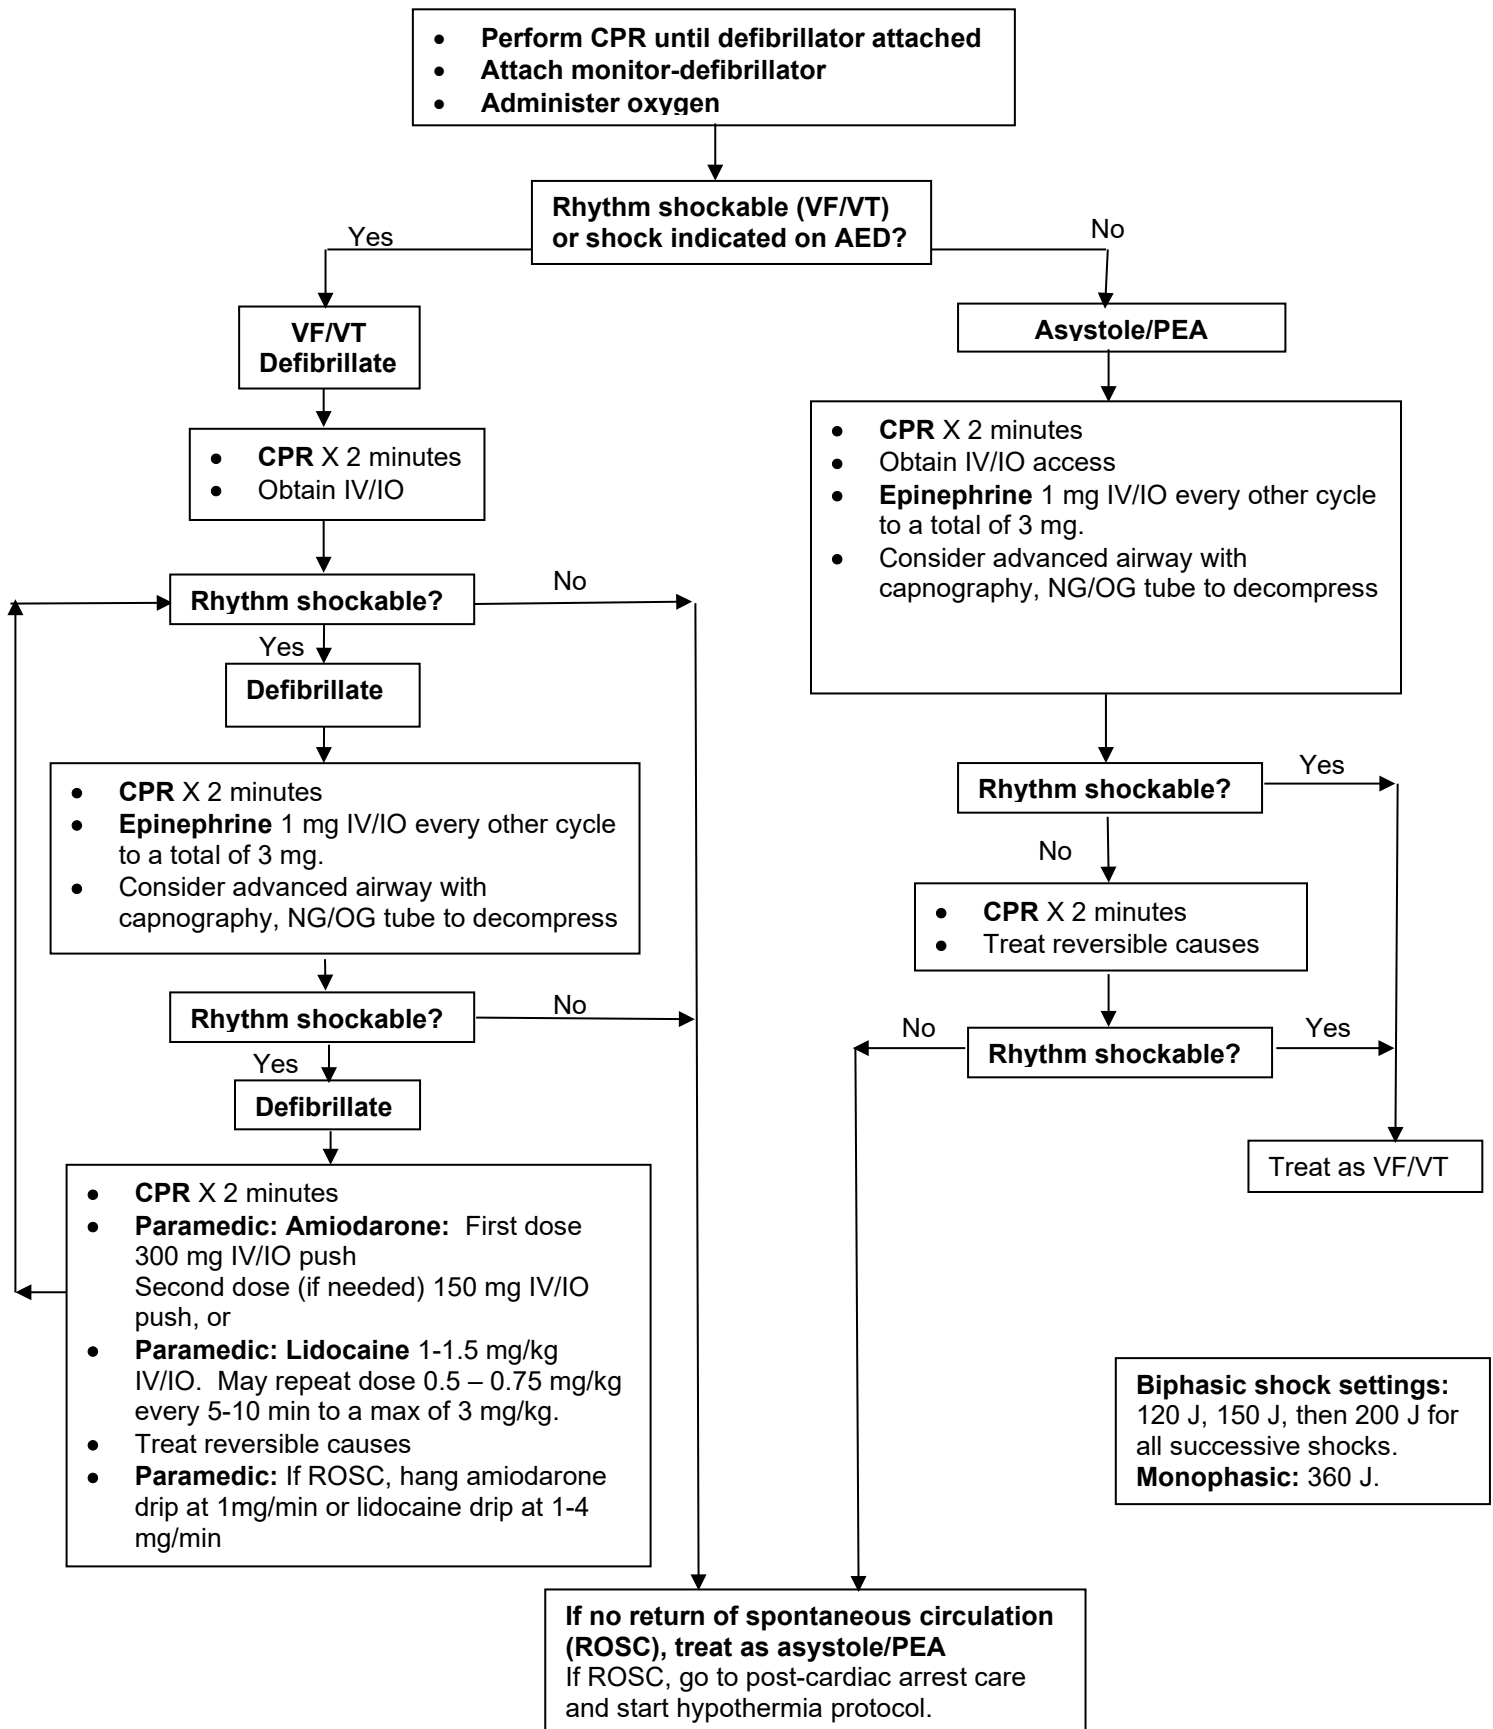 • Perform CPR until defibrillator attached
• Attach monitor-defibrillator
• Administer oxygen
Rhythm shockable (VF/VT)
or shock indicated on AED?
Yes
No
VF/VT
Defibrillate
• CPR X 2 minutes
• Obtain IV/IO
Rhythm shockable?
No
Yes
Defibrillate
• CPR X 2 minutes
• Epinephrine 1 mg IV/IO every other cycle
to a total of 3 mg.
• Consider advanced airway with
capnography, NG/OG tube to decompress
Rhythm shockable?
No
Yes
Defibrillate
• CPR X 2 minutes
• Paramedic: Amiodarone: First dose
300 mg IV/IO push
Second dose (if needed) 150 mg IV/IO
push, or
• Paramedic: Lidocaine 1-1.5 mg/kg
IV/IO. May repeat dose 0.5 – 0.75 mg/kg
every 5-10 min to a max of 3 mg/kg.
• Treat reversible causes
• Paramedic: If ROSC, hang amiodarone
drip at 1mg/min or lidocaine drip at 1-4
mg/min
Asystole/PEA
• CPR X 2 minutes
• Obtain IV/IO access
• Epinephrine 1 mg IV/IO every other cycle
to a total of 3 mg.
• Consider advanced airway with
capnography, NG/OG tube to decompress
Rhythm shockable?
Yes
No
• CPR X 2 minutes
• Treat reversible causes
No
Rhythm shockable?
Yes
Treat as VF/VT
Biphasic shock settings:
120 J, 150 J, then 200 J for
all successive shocks.
Monophasic: 360 J.
If no return of spontaneous circulation
(ROSC), treat as asystole/PEA
If ROSC, go to post-cardiac arrest care
and start hypothermia protocol.